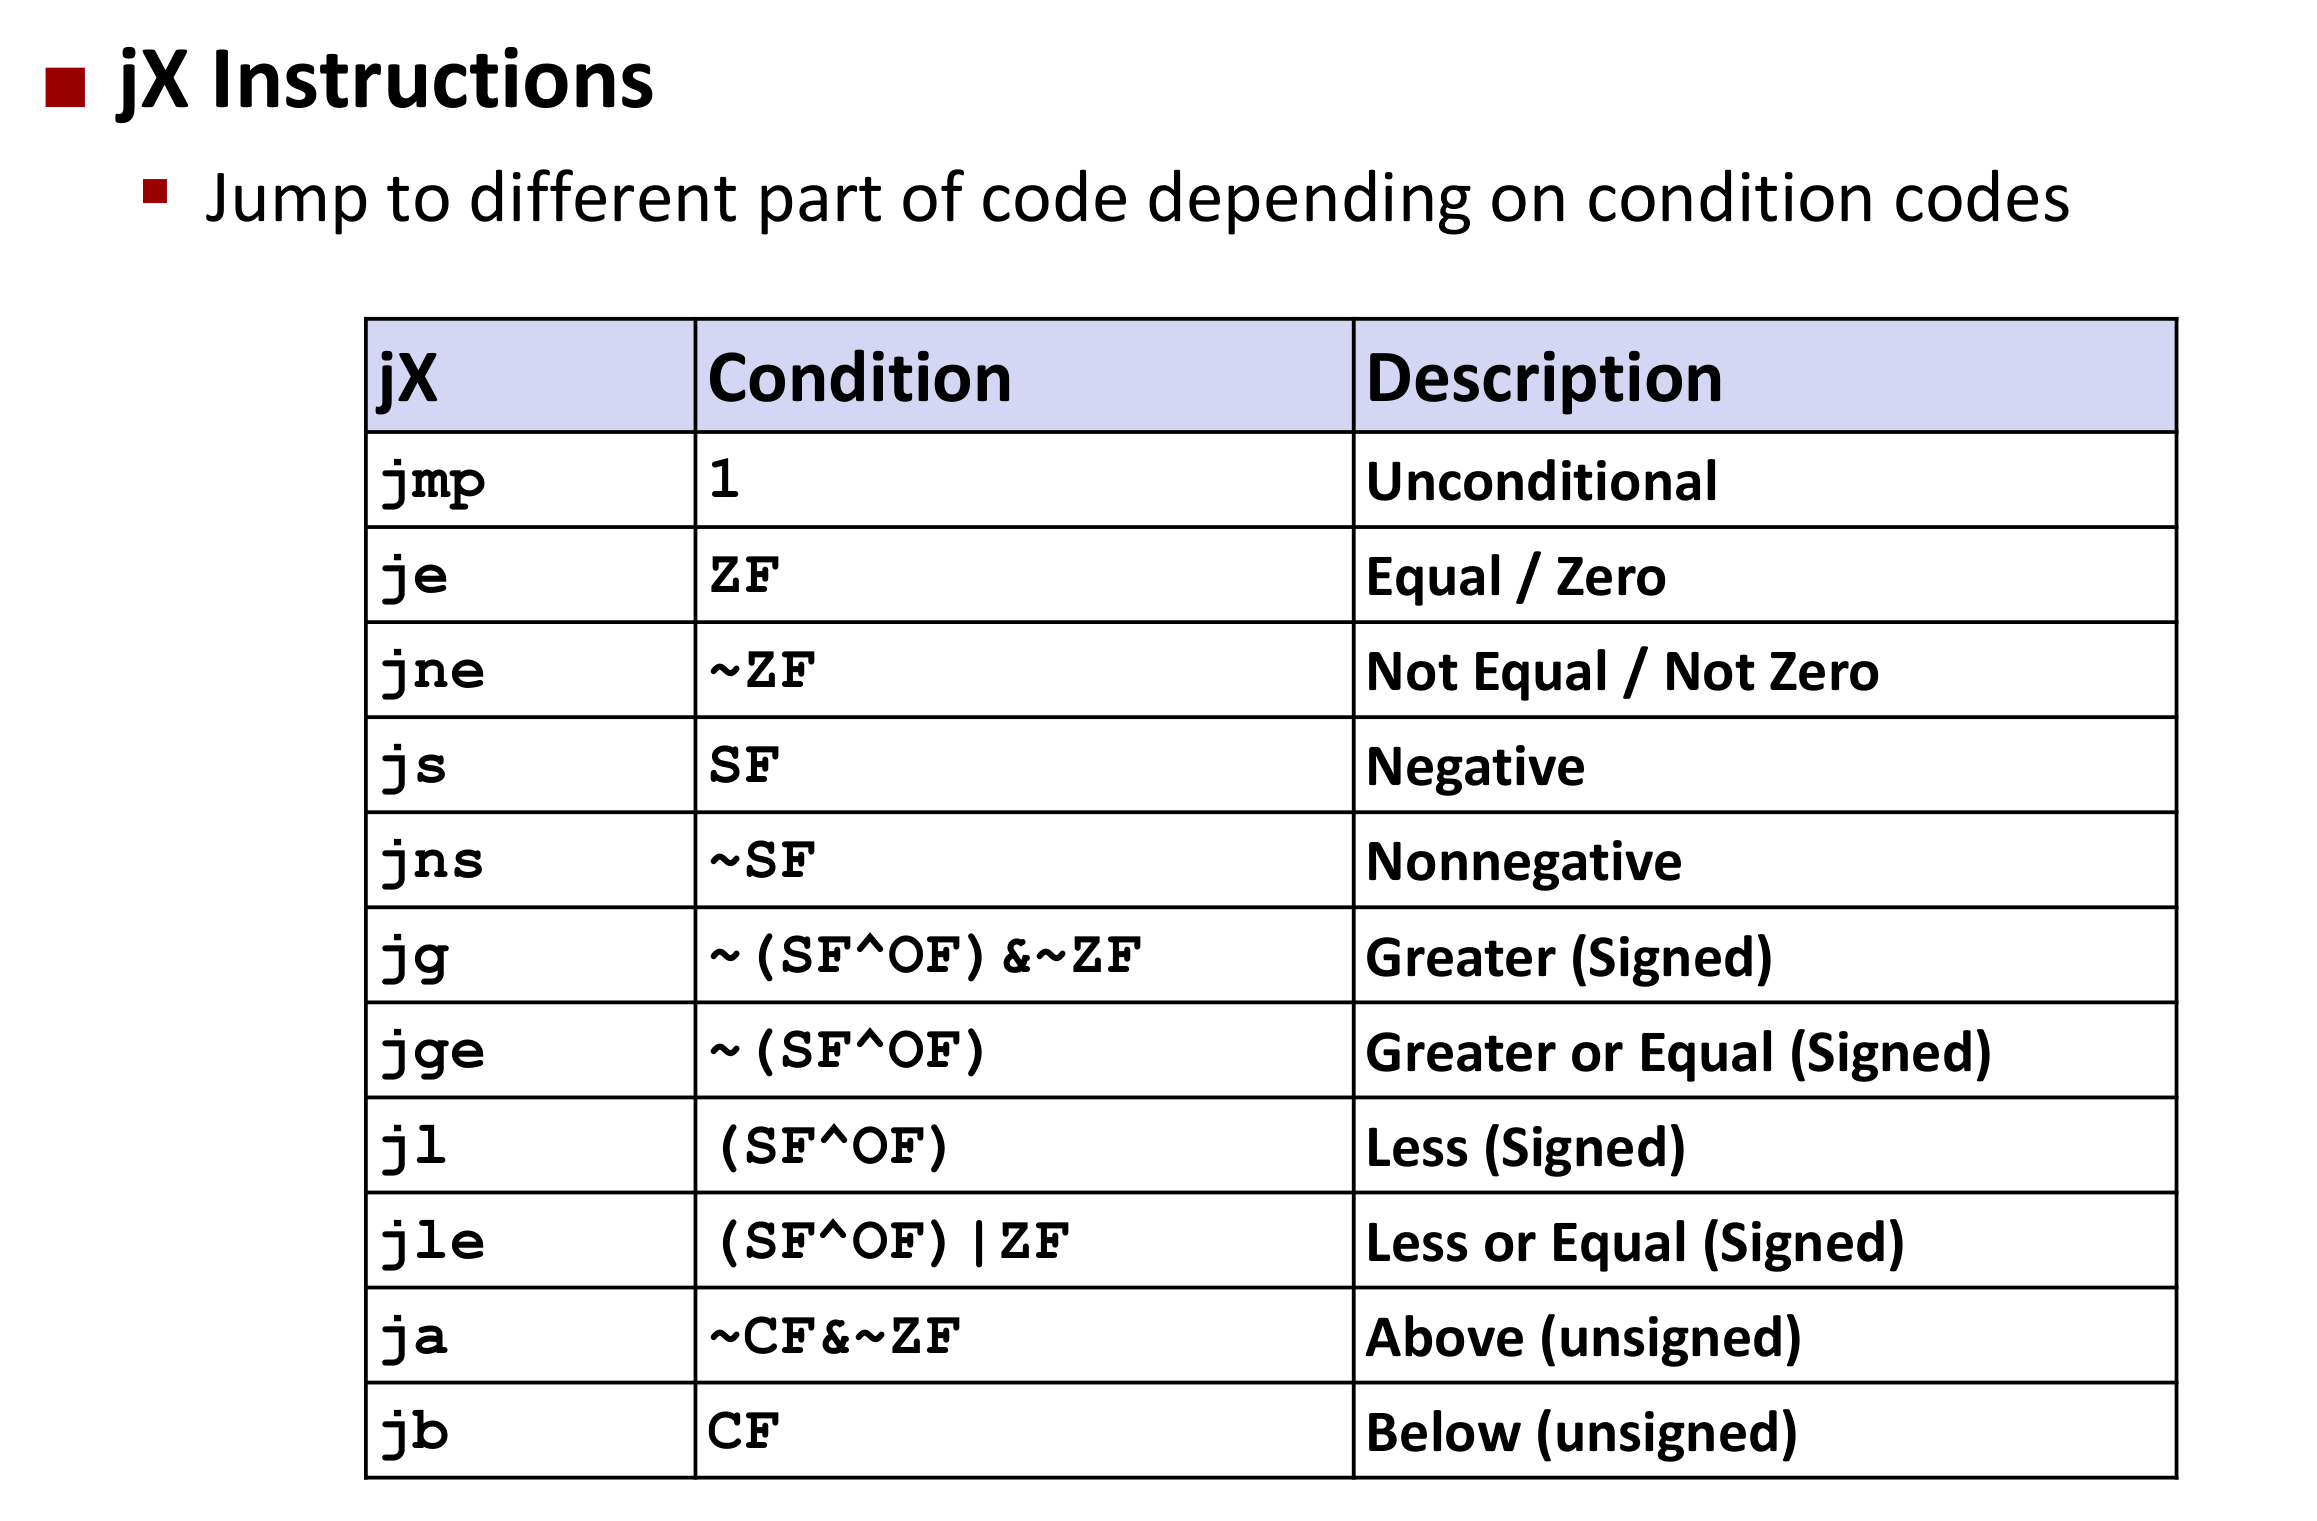 jX Instructions
Jump to different part of code depending on condition codes
jX Condition Description
jmp 1 Unconditional
je ZF Equal / Zero
jne ~ZF Not Equal / Not Zero
js SF Negative
jns ~SF Nonnegative
jg ~(SF^OF)&~ZF Greater (Signed)
jge ~(SF^OF) Greater or Equal (Signed)
jl (SF^OF) Less (Signed)
jle (SF^OF)|ZF Less or Equal (Signed)
ja ~CF&~ZF Above (unsigned)
jb CF Below (unsigned)